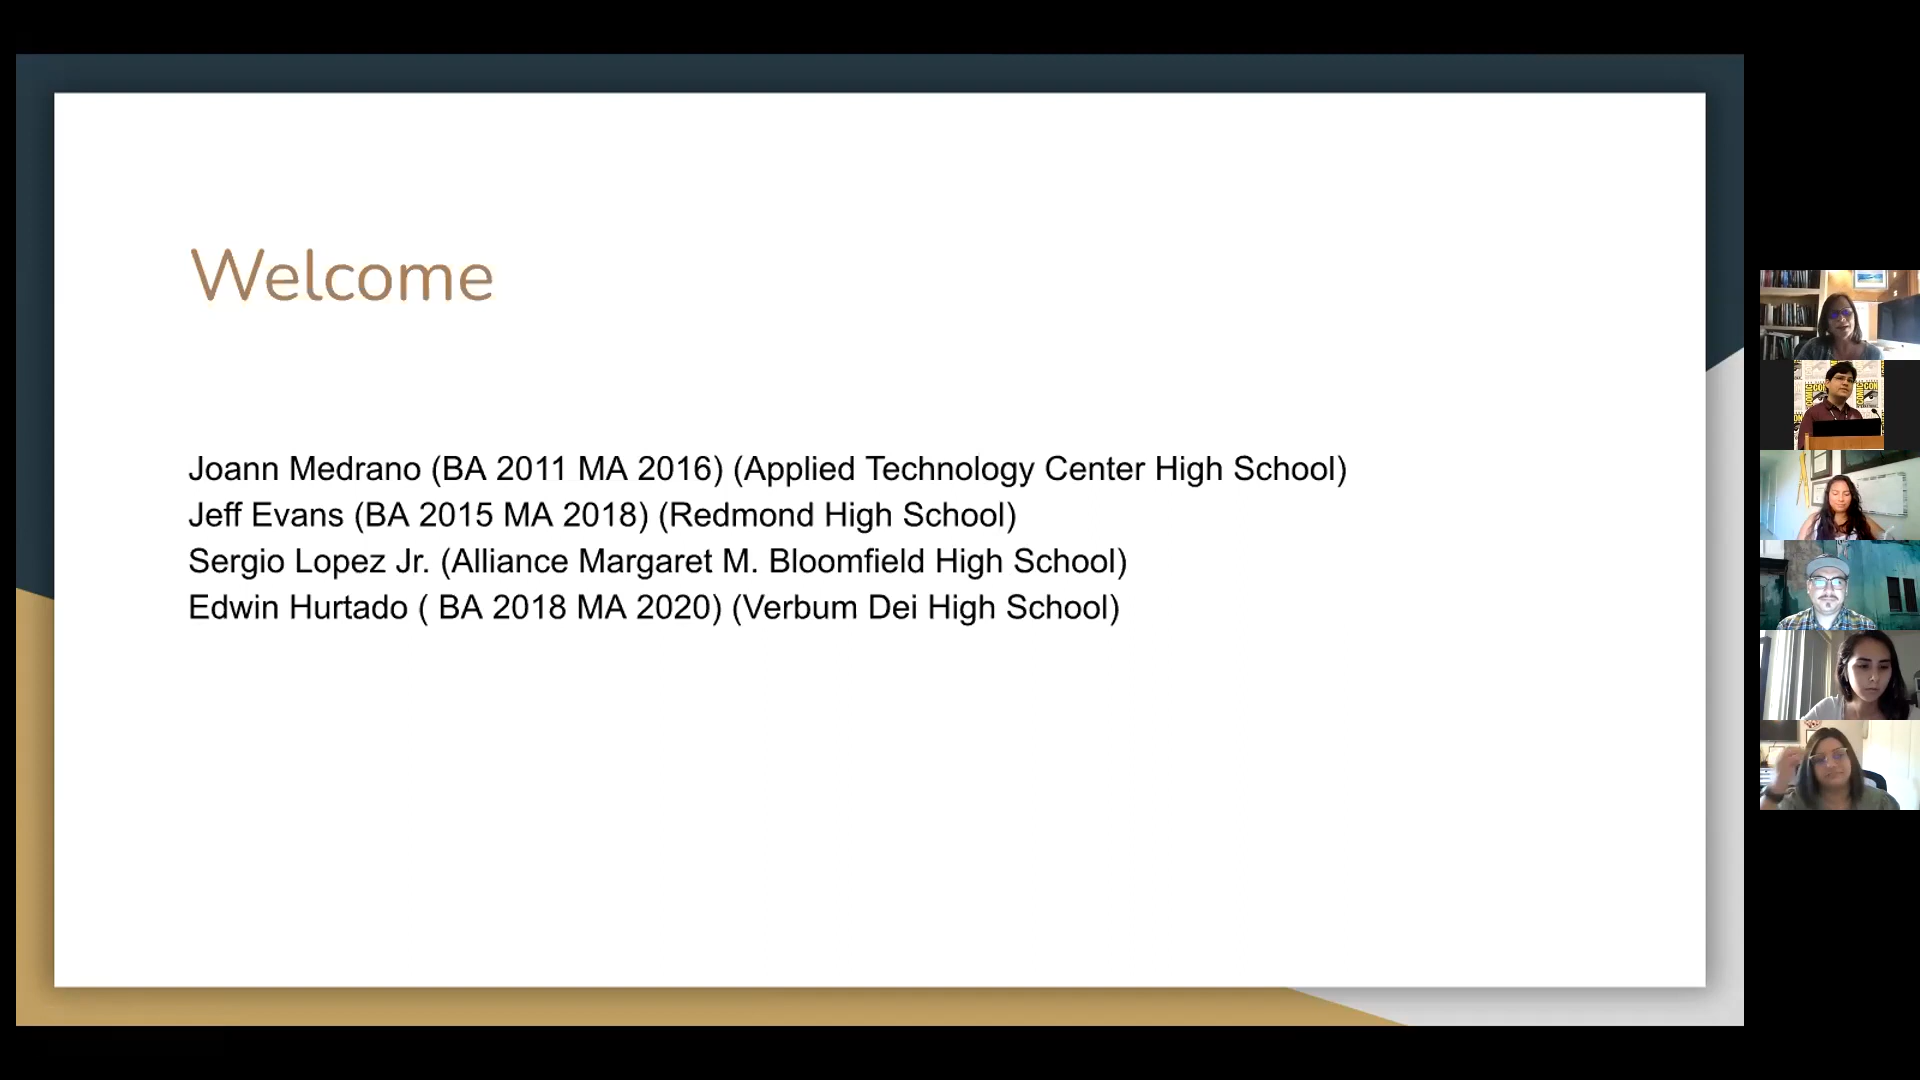 Welcome
Joann Medrano (BA 2011 MA 2016) (Applied Technology Center High School)
Jeff Evans (BA 2015 MA 2018) (Redmond High School)
Sergio Lopez Jr. (Alliance Margaret M. Bloomfield High School)
Edwin Hurtado ( BA 2018 MA 2020) (Verbum Dei High School)
COMIC CON